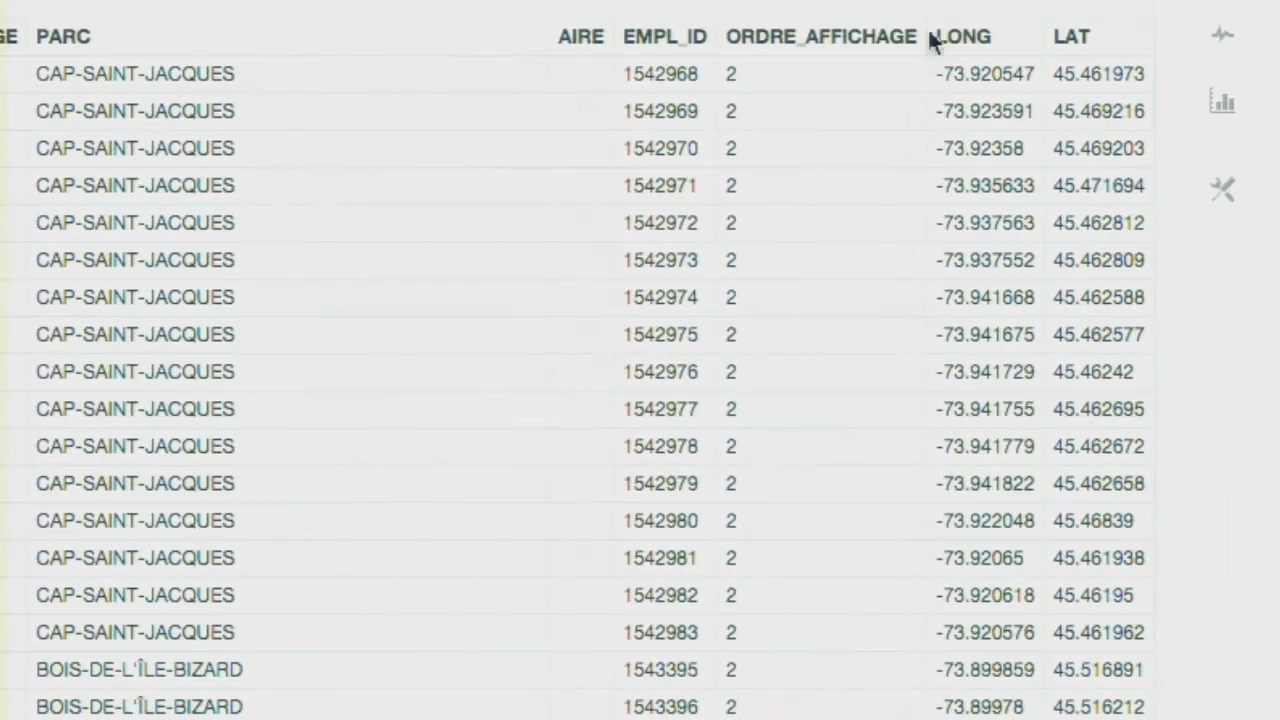 GE PARC AIRE EMPL_ID ORDRE_AFFICHAGE LONG LAT
CAP-SAINT-JACQUES 1542968 2 -73.920547 45.461973
CAP-SAINT-JACQUES 1542969 2 -73.923591 45.469216
CAP-SAINT-JACQUES 1542970 2 -73.92358 45.469203
CAP-SAINT-JACQUES 1542971 2 -73.935633 45.471694
CAP-SAINT-JACQUES 1542972 2 -73.937563 45.462812
CAP-SAINT-JACQUES 1542973 2 -73.937552 45.462809
CAP-SAINT-JACQUES 1542974 2 -73.941668 45.462588
CAP-SAINT-JACQUES 1542975 2 -73.941675 45.462577
CAP-SAINT-JACQUES 1542976 2 -73.941729 45.46242
CAP-SAINT-JACQUES 1542977 2 -73.941755 45.462695
CAP-SAINT-JACQUES 1542978 2 -73.941779 45.462672
CAP-SAINT-JACQUES 1542979 2 -73.941822 45.462658
CAP-SAINT-JACQUES 1542980 2 -73.922048 45.46839
CAP-SAINT-JACQUES 1542981 2 -73.92065 45.461938
CAP-SAINT-JACQUES 1542982 2 -73.920618 45.46195
CAP-SAINT-JACQUES 1542983 2 -73.920576 45.461962
BOIS-DE-L'ÎLE-BIZARD 1543395 2 -73.899859 45.516891
BOIS-DE-L'ÎLE-BIZARD 1543396 2 -73.89978 45.516212